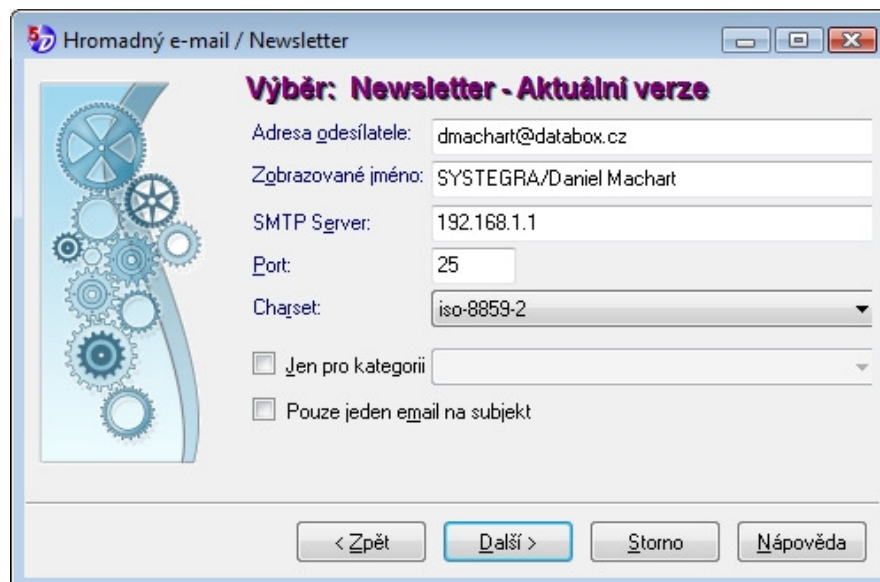 5D Hromadný e-mail / Newsletter
Výběr: Newsletter - Aktuální verze
Adresa odesílatele: dmachart@databox.cz
Zobrazované jméno: SYSTEGRA/Daniel Machart
SMTP Server: 192.168.1.1
Port: 25
Charset: iso-8859-2
Jen pro kategorii
Pouze jeden email na subjekt
< Zpět Další > Storno Nápověda